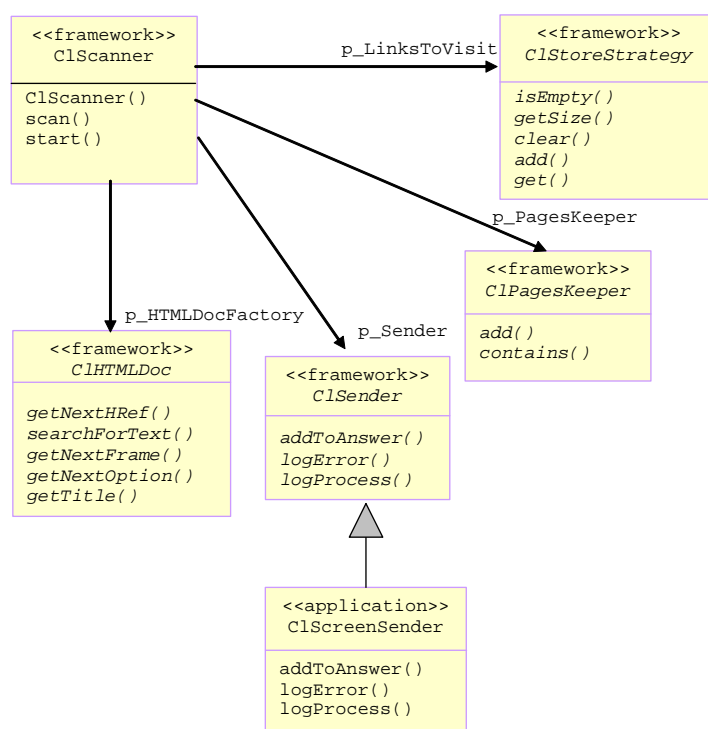 <<framework>>
ClScanner
ClScanner()
scan()
start()
p_LinksToVisit
<<framework>>
ClStoreStrategy
isEmpty()
getSize()
clear()
add()
get()
p_PagesKeeper
<<framework>>
ClPagesKeeper
add()
contains()
p_HTMLDocFactory
<<framework>>
ClHTMLDoc
getNextHRef()
searchForText()
getNextFrame()
getNextOption()
getTitle()
p_Sender
<<framework>>
ClSender
addToAnswer()
logError()
logProcess()
<<application>>
ClScreenSender
addToAnswer()
logError()
logProcess()